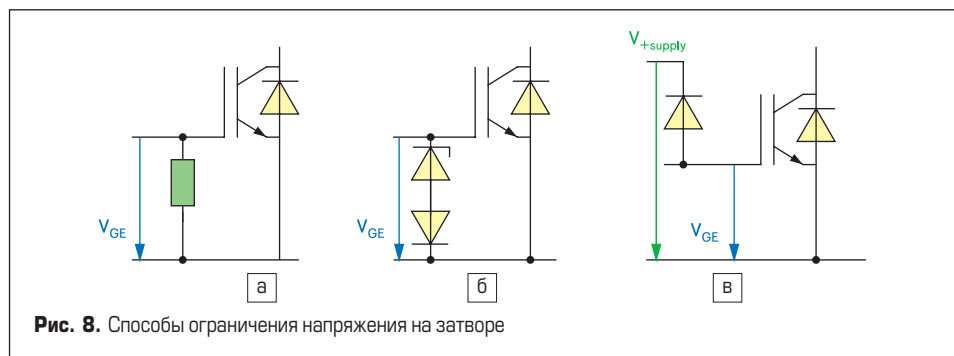 V+supply
VGE
VGE
VGE
а
б
в
Рис. 8. Способы ограничения напряжения на затворе